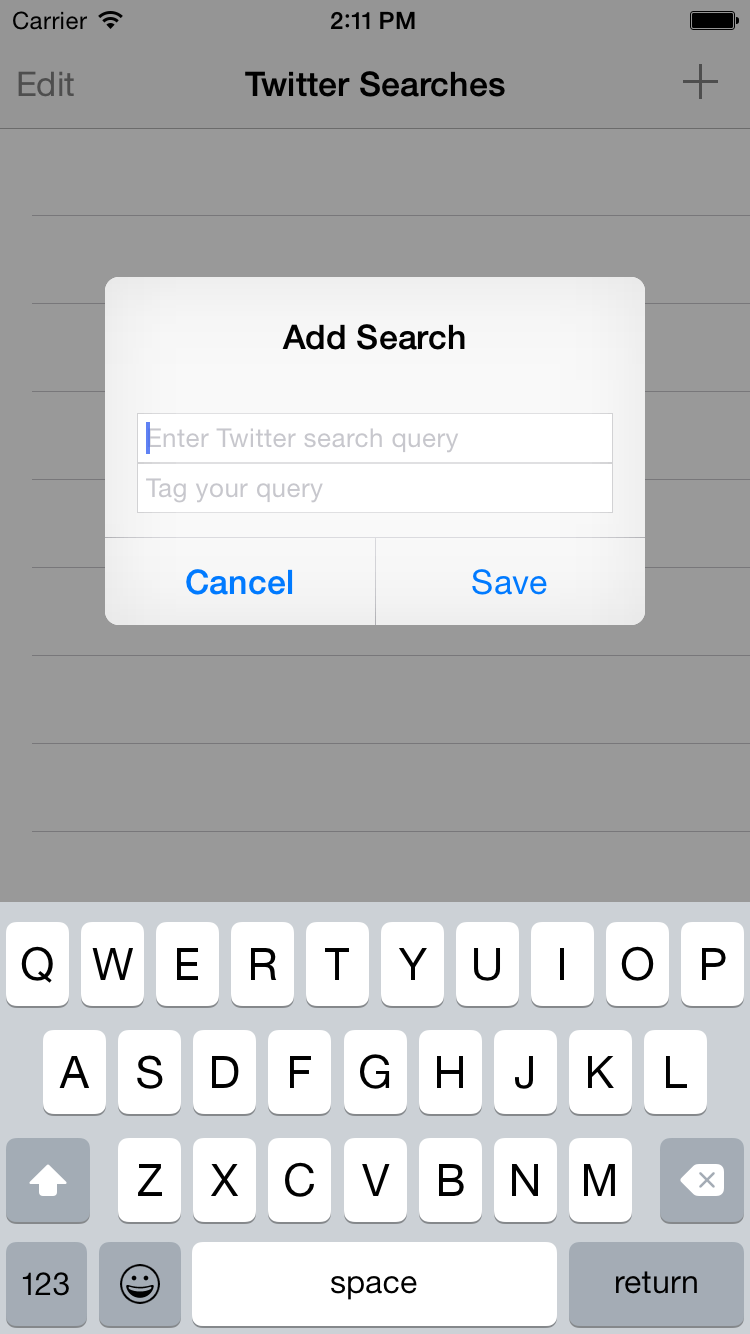 Carrier 2:11 PM
Edit Twitter Searches
Add Search
Enter Twitter search query
Tag your query
Cancel Save
Q W E R T Y U I O P
A S D F G H J K L
Z X C V B N M
123 space return